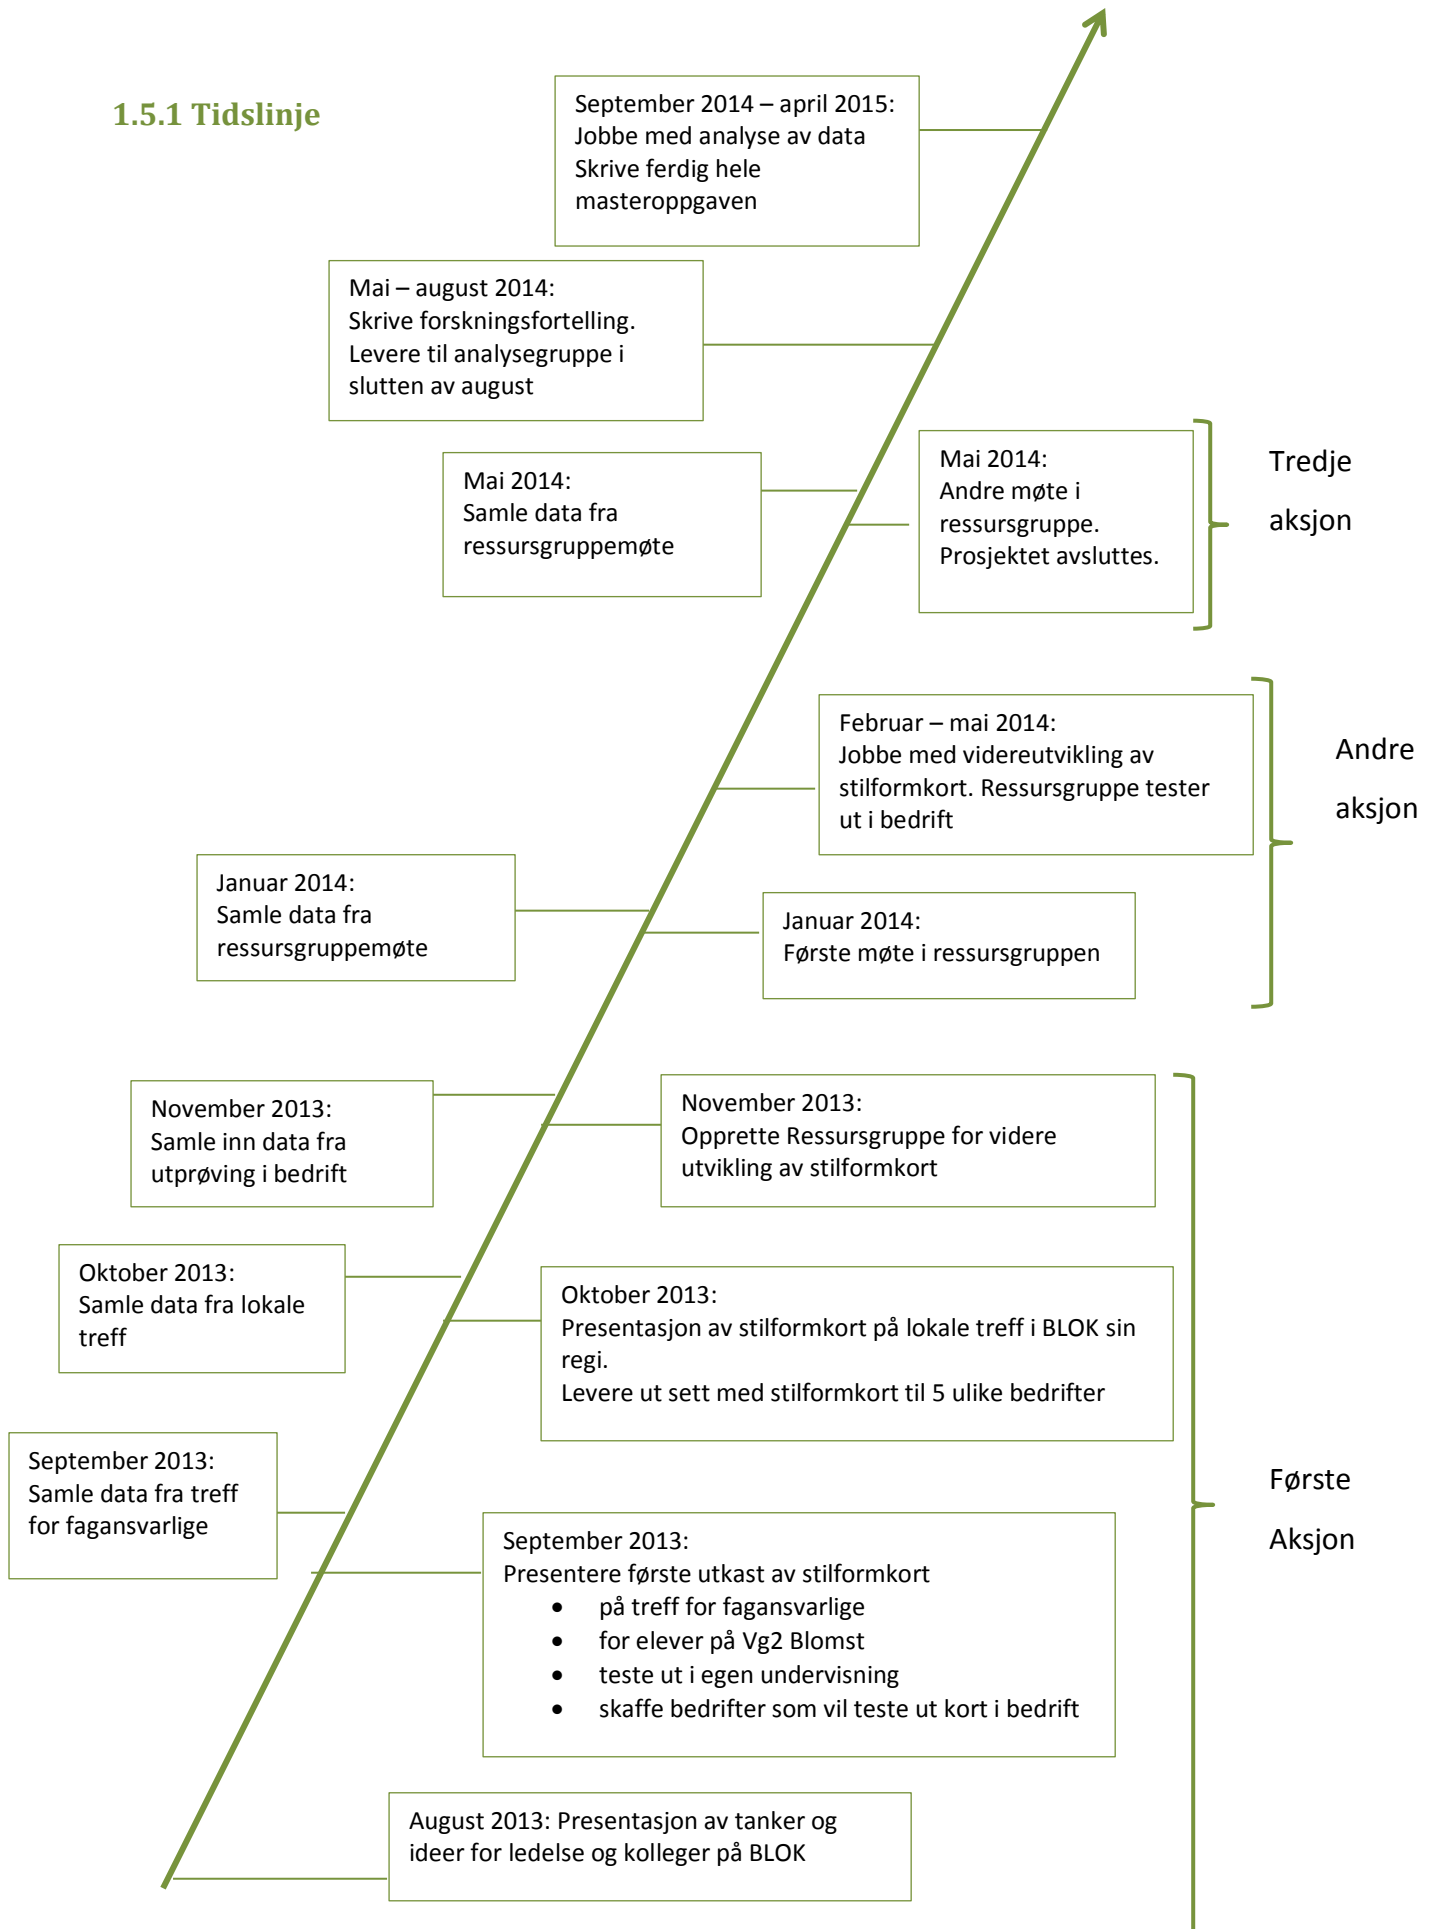 1.5.1 Tidslinje
September 2014 – april 2015:
Jobbe med analyse av data
Skrive ferdig hele
masteroppgaven
Mai – august 2014:
Skrive forskningsfortelling.
Levere til analysegruppe i
slutten av august
Mai 2014:
Samle data fra
ressursgruppemøte
Mai 2014:
Andre møte i
ressursgruppe.
Prosjektet avsluttes.
Tredje
aksjon
Februar – mai 2014:
Jobbe med videreutvikling av
stilformkort. Ressursgruppe tester
ut i bedrift
Andre
aksjon
Januar 2014:
Samle data fra
ressursgruppemøte
Januar 2014:
Første møte i ressursgruppen
November 2013:
Samle inn data fra
utprøving i bedrift
November 2013:
Opprette Ressursgruppe for videre
utvikling av stilformkort
Oktober 2013:
Samle data fra lokale
treff
Oktober 2013:
Presentasjon av stilformkort på lokale treff i BLOK sin
regi.
Levere ut sett med stilformkort til 5 ulike bedrifter
September 2013:
Samle data fra treff
for fagansvarlige
Første
Aksjon
September 2013:
Presentere første utkast av stilformkort
• på treff for fagansvarlige
• for elever på Vg2 Blomst
• teste ut i egen undervisning
• skaffe bedrifter som vil teste ut kort i bedrift
August 2013: Presentasjon av tanker og
ideer for ledelse og kolleger på BLOK